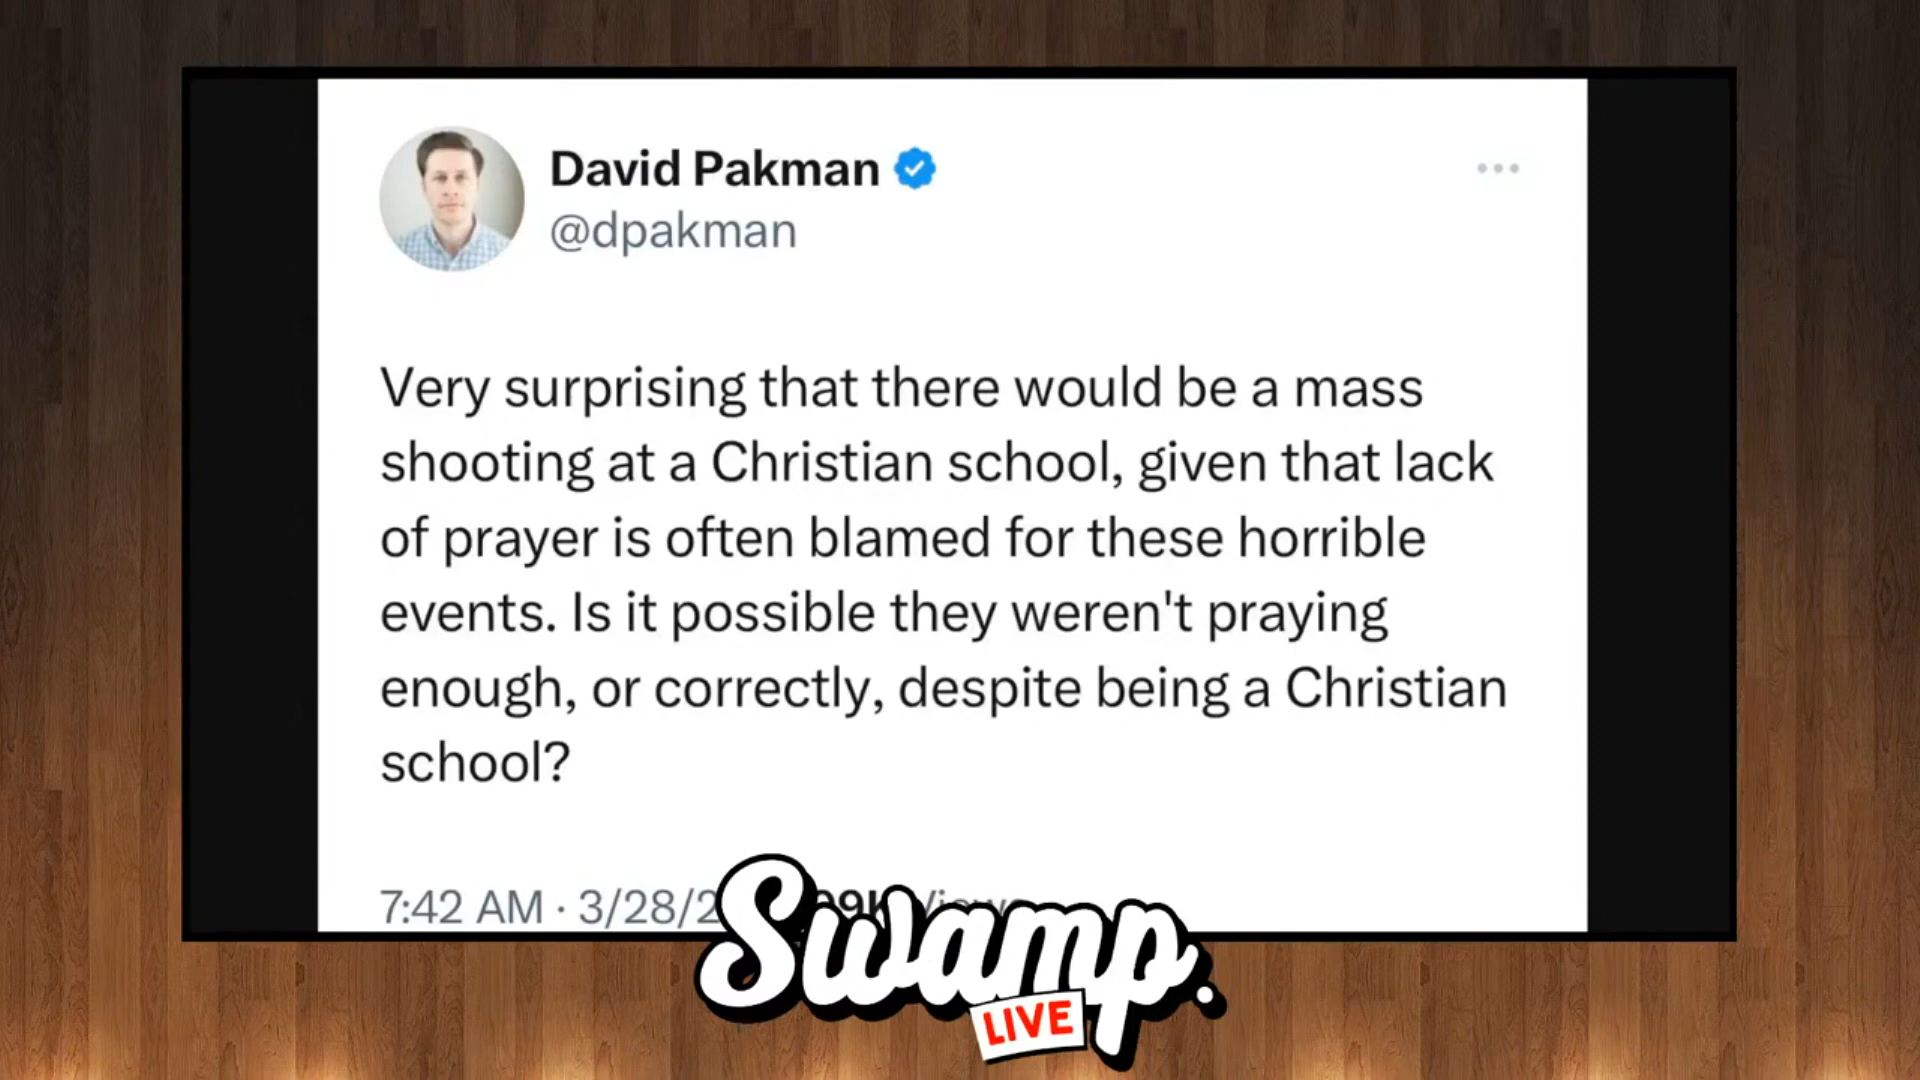 David Pakman
@dpakman
Very surprising that there would be a mass
shooting at a Christian school, given that lack
of prayer is often blamed for these horrible
events. Is it possible they weren't praying
enough, or correctly, despite being a Christian
school?
7:42 AM · 3/28/2
Swamp.
LIVE